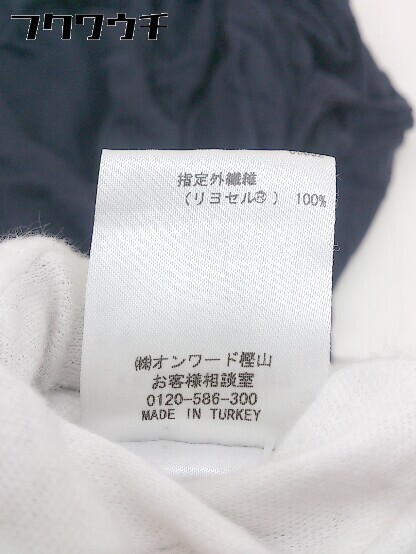 フクワウチ
指定外繊維
(リヨセル®) 100%
㈱オンワード樫山
お客様相談室
0120-586-300
MADE IN TURKEY